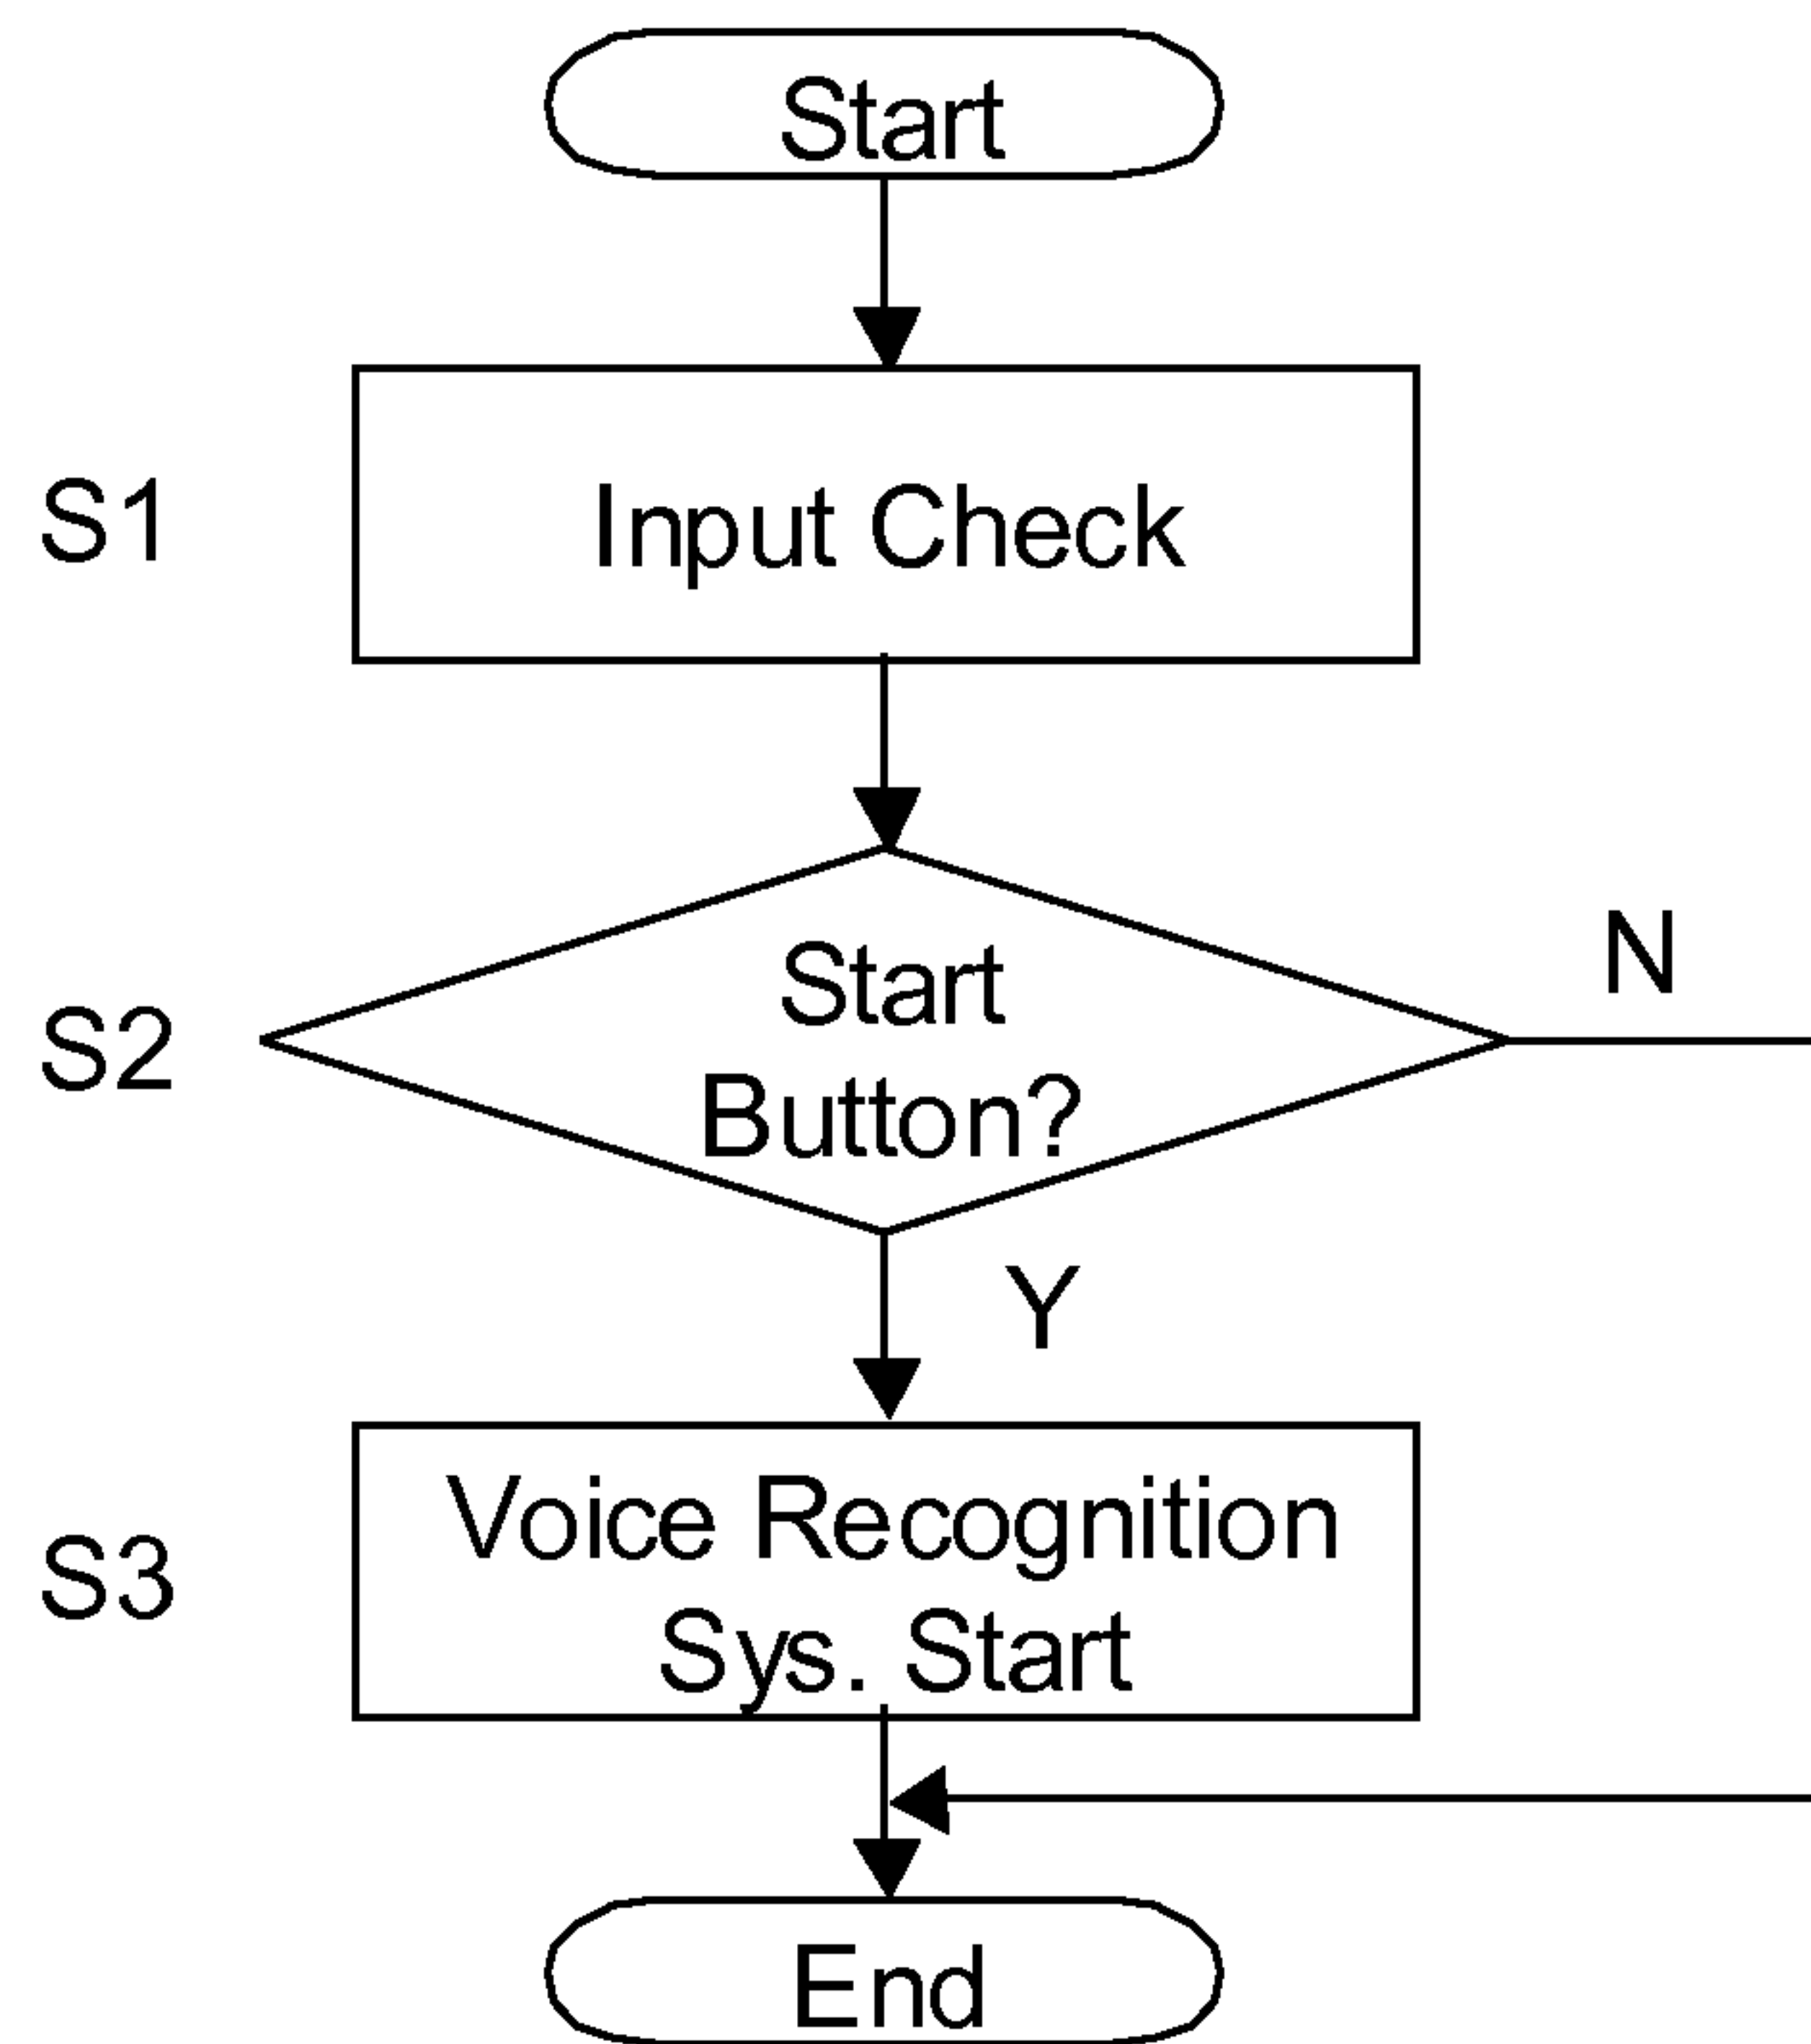 Start
S1
Input Check
S2
Start
Button?
N
Y
S3
Voice Recognition
Sys. Start
End